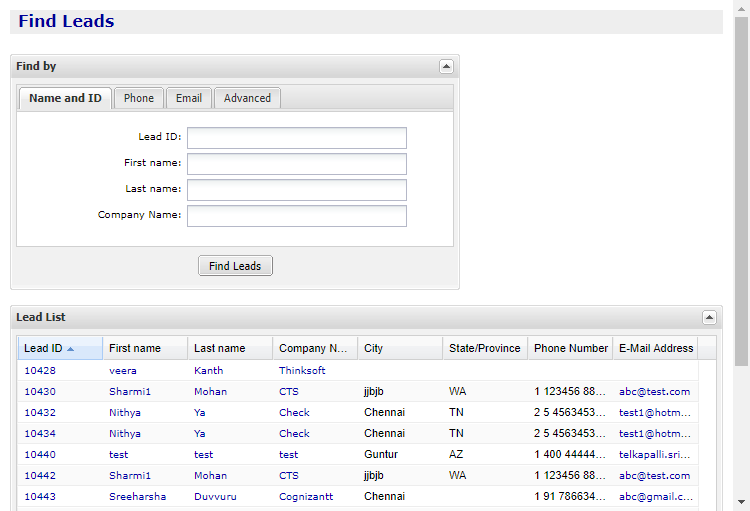 Find Leads
Find by
Name and ID Phone Email Advanced
Lead ID:
First name:
Last name:
Company Name:
Find Leads
Lead List
Lead ID First name Last name Company N... City State/Province Phone Number E-Mail Address
10428 veera Kanth Thinksoft
10430 Sharmi1 Mohan CTS jjbjb WA 1 123456 88... abc@test.com
10432 Nithya Ya Check Chennai TN 2 5 4563453... test1@hotm...
10434 Nithya Ya Check Chennai TN 2 5 4563453... test1@hotm...
10440 test test test Guntur AZ 1 400 44444... telkapalli.sri...
10442 Sharmi1 Mohan CTS jjbjb WA 1 123456 88... abc@test.com
10443 Sreeharsha Duvvuru Cognizantt Chennai 1 91 786634... abc@gmail.c...